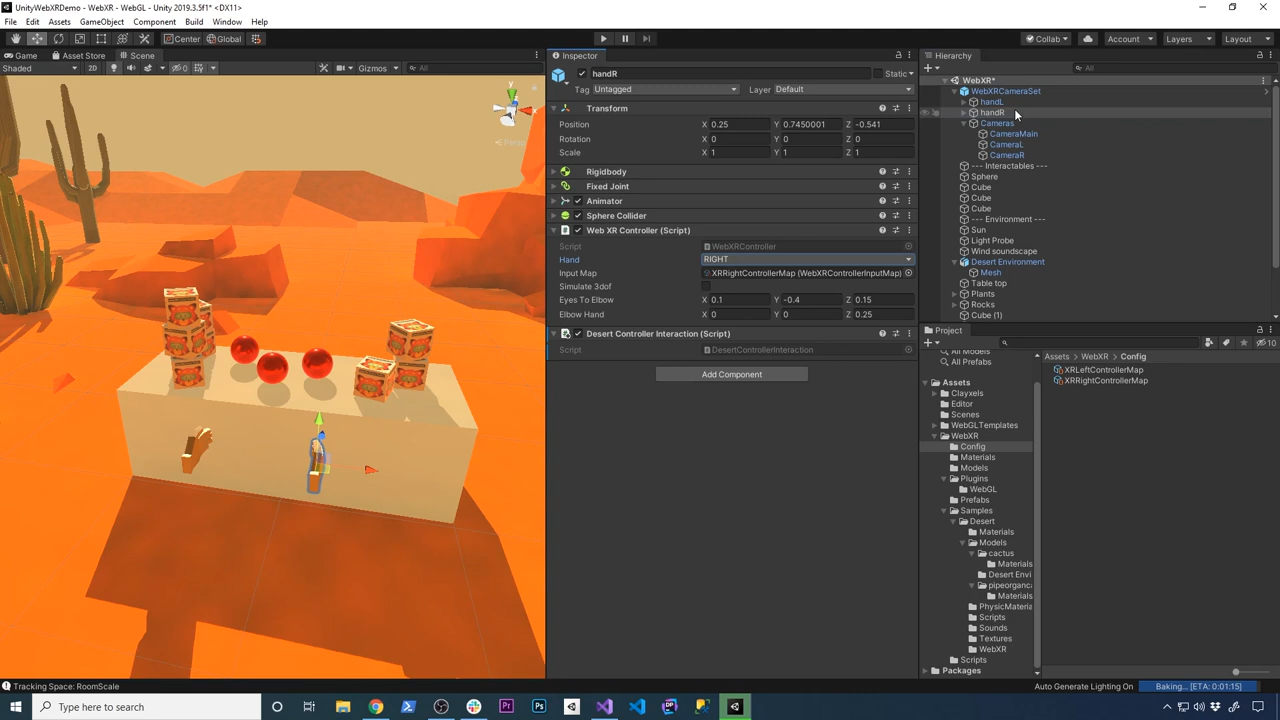 UnityWebXRDemo - WebXR - WebGL - Unity 2019.3.5f1* <DX11>
File Edit Assets GameObject Component Build Window Help
Center Global Collab Account Layers Layout
Game Asset Store Scene
Shaded 2D 0 Gizmos All
Persp
Inspector
handR Static
Tag Untagged Layer Default
Transform
Position X 0.25 Y 0.7450001 Z -0.541
Rotation X 0 Y 0 Z 0
Scale X 1 Y 1 Z 1
Rigidbody
Fixed Joint
Animator
Sphere Collider
Web XR Controller (Script)
Script WebXRController
Hand RIGHT
Input Map XRRightControllerMap (WebXRControllerInputMap)
Simulate 3dof
Eyes To Elbow X 0.1 Y -0.4 Z 0.15
Elbow Hand X 0 Y 0 Z 0.25
Desert Controller Interaction (Script)
Script DesertControllerInteraction
Add Component
Hierarchy
All
WebXR*
WebXRCameraSet
handL
handR
Cameras
CameraMain
CameraL
CameraR
--- Interactables ---
Sphere
Cube
Cube
Cube
--- Environment ---
Sun
Light Probe
Wind soundscape
Desert Environment
Mesh
Table top
Plants
Rocks
Cube (1)
Project
10
All Models
All Prefabs
Assets
Clayxels
Editor
Scenes
WebGLTemplates
WebXR
Config
Materials
Models
Plugins
WebGL
Prefabs
Samples
Desert
Materials
Models
cactus
Materials
Desert Envi
pipeorganc
Materials
PhysicMateria
Scripts
Sounds
Textures
WebXR
Scripts
Packages
Assets WebXR Config
XRLeftControllerMap
XRRightControllerMap
Tracking Space: RoomScale Auto Generate Lighting On Baking... [ETA: 0:01:15]
Type here to search